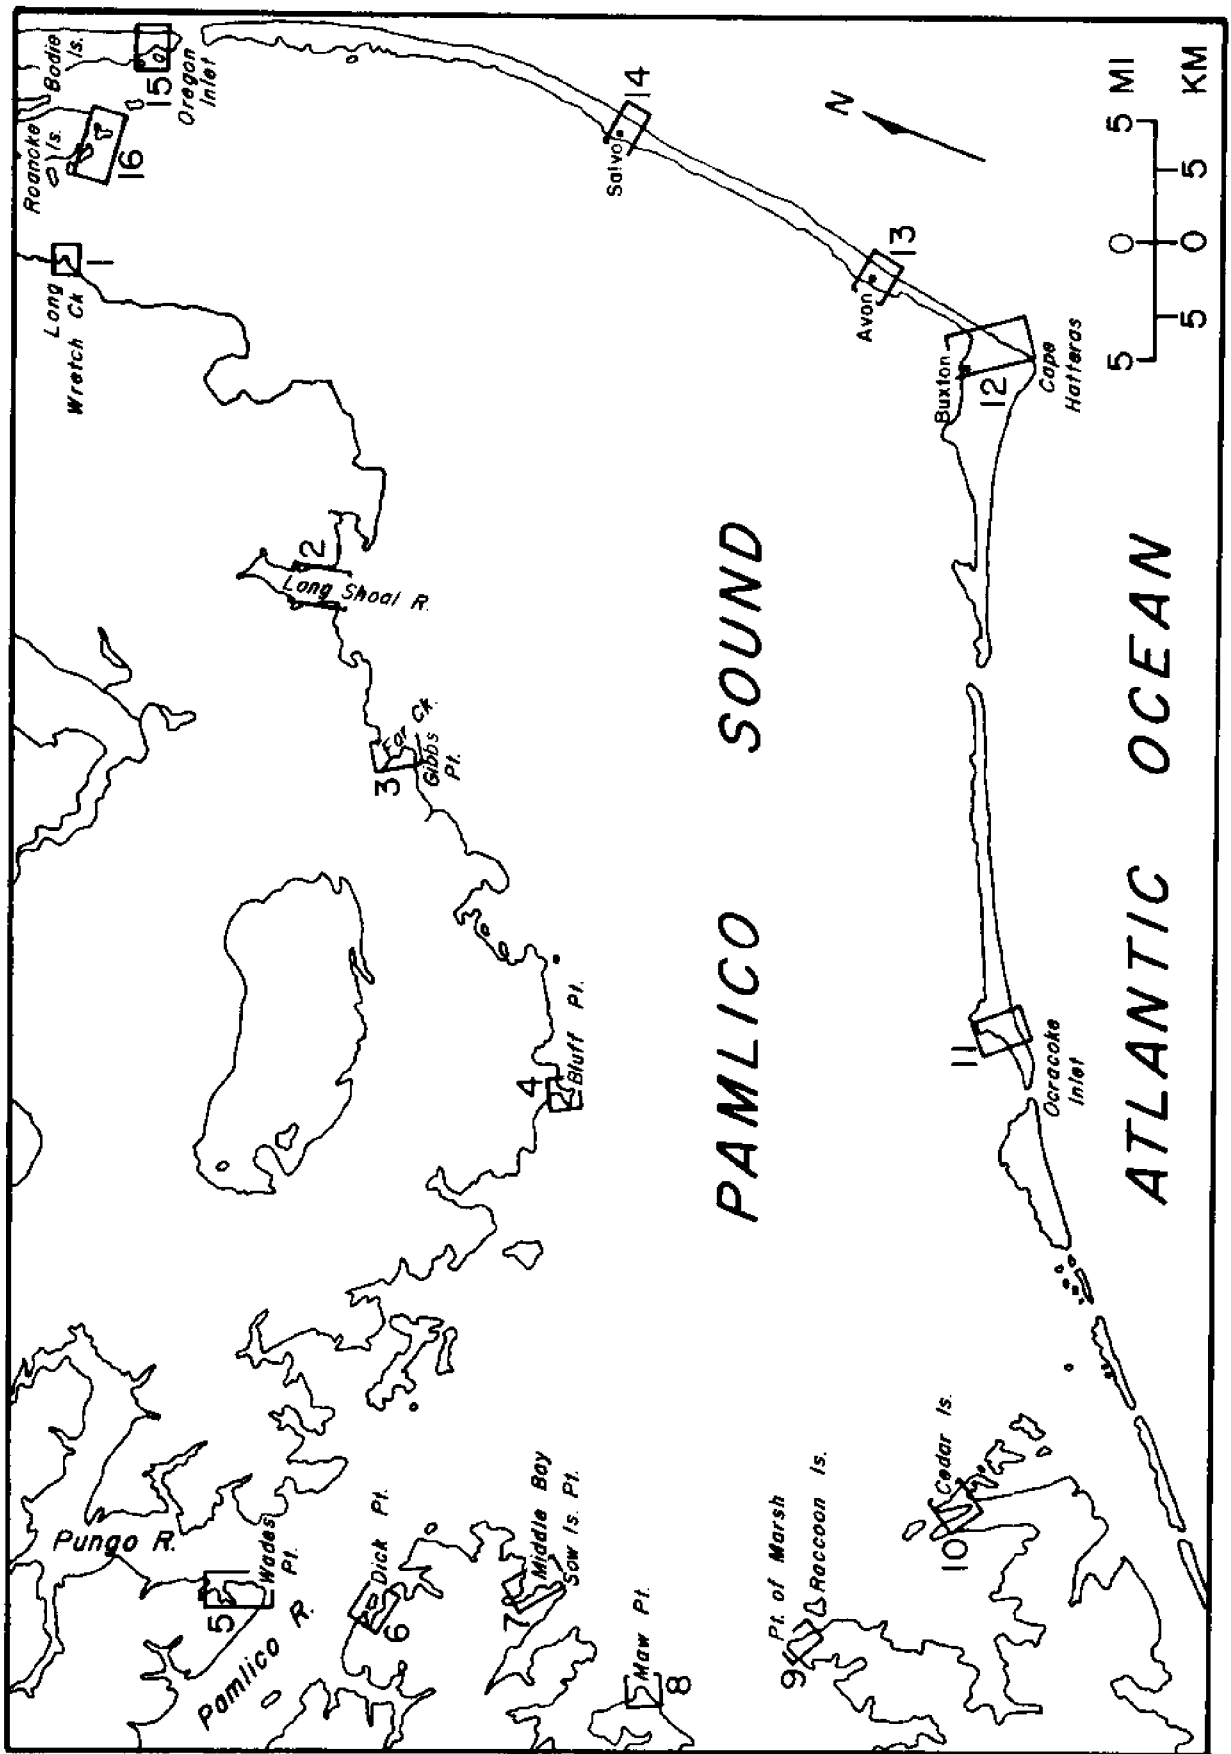 Roanoke
Is.
Bodie
Is.
15
Oregon
Inlet
16
1
Long
Wretch Ck
14
Salvo
N
5 0 5 MI
5 0 5 KM
13
Avon
Buxton
12
Cape
Hatteras
2
Long Shoal R.
3
Far Ck.
Gibbs
Pt.
4
Bluff Pt.
PAMLICO SOUND
ATLANTIC OCEAN
11
Ocracoke
Inlet
Pungo R.
5
Wades
Pt.
Pamlico R.
6
Dick Pt.
7
Middle Bay
Sow Is. Pt.
8
Maw Pt.
9
Pt. of Marsh
Raccoon Is.
10
Cedar Is.